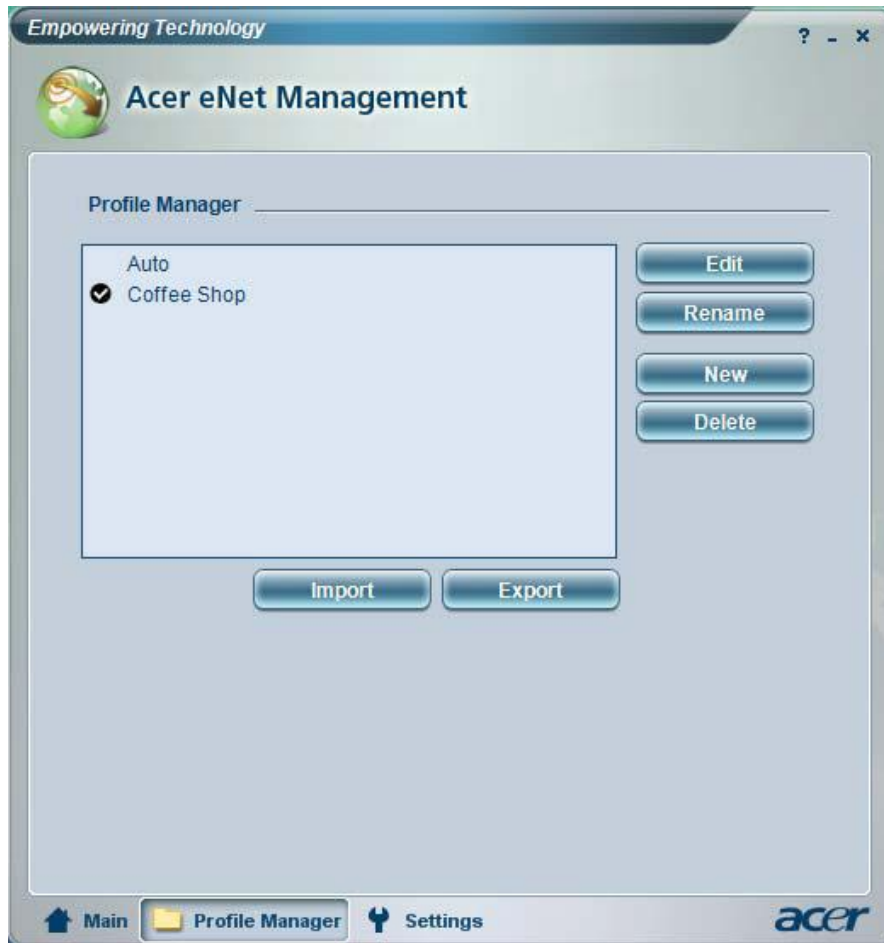 Empowering Technology
? - ×
Acer eNet Management
Profile Manager
Auto
Coffee Shop
Edit
Rename
New
Delete
Import Export
Main Profile Manager Settings
acer